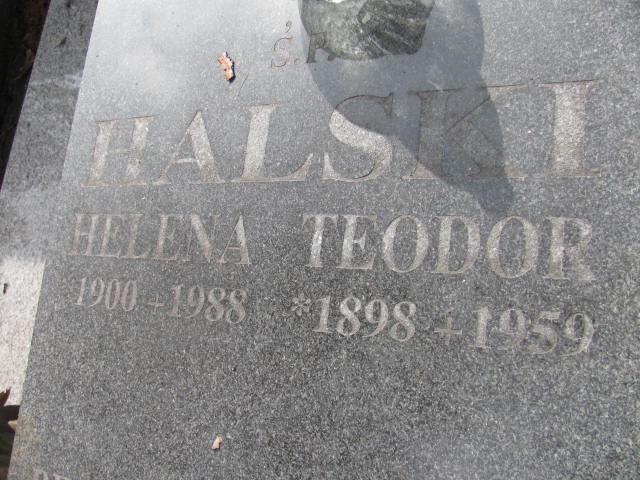 Ś.P.
HALSKI
HELENA TEODOR
1900 + 1988 *1898 + 1959